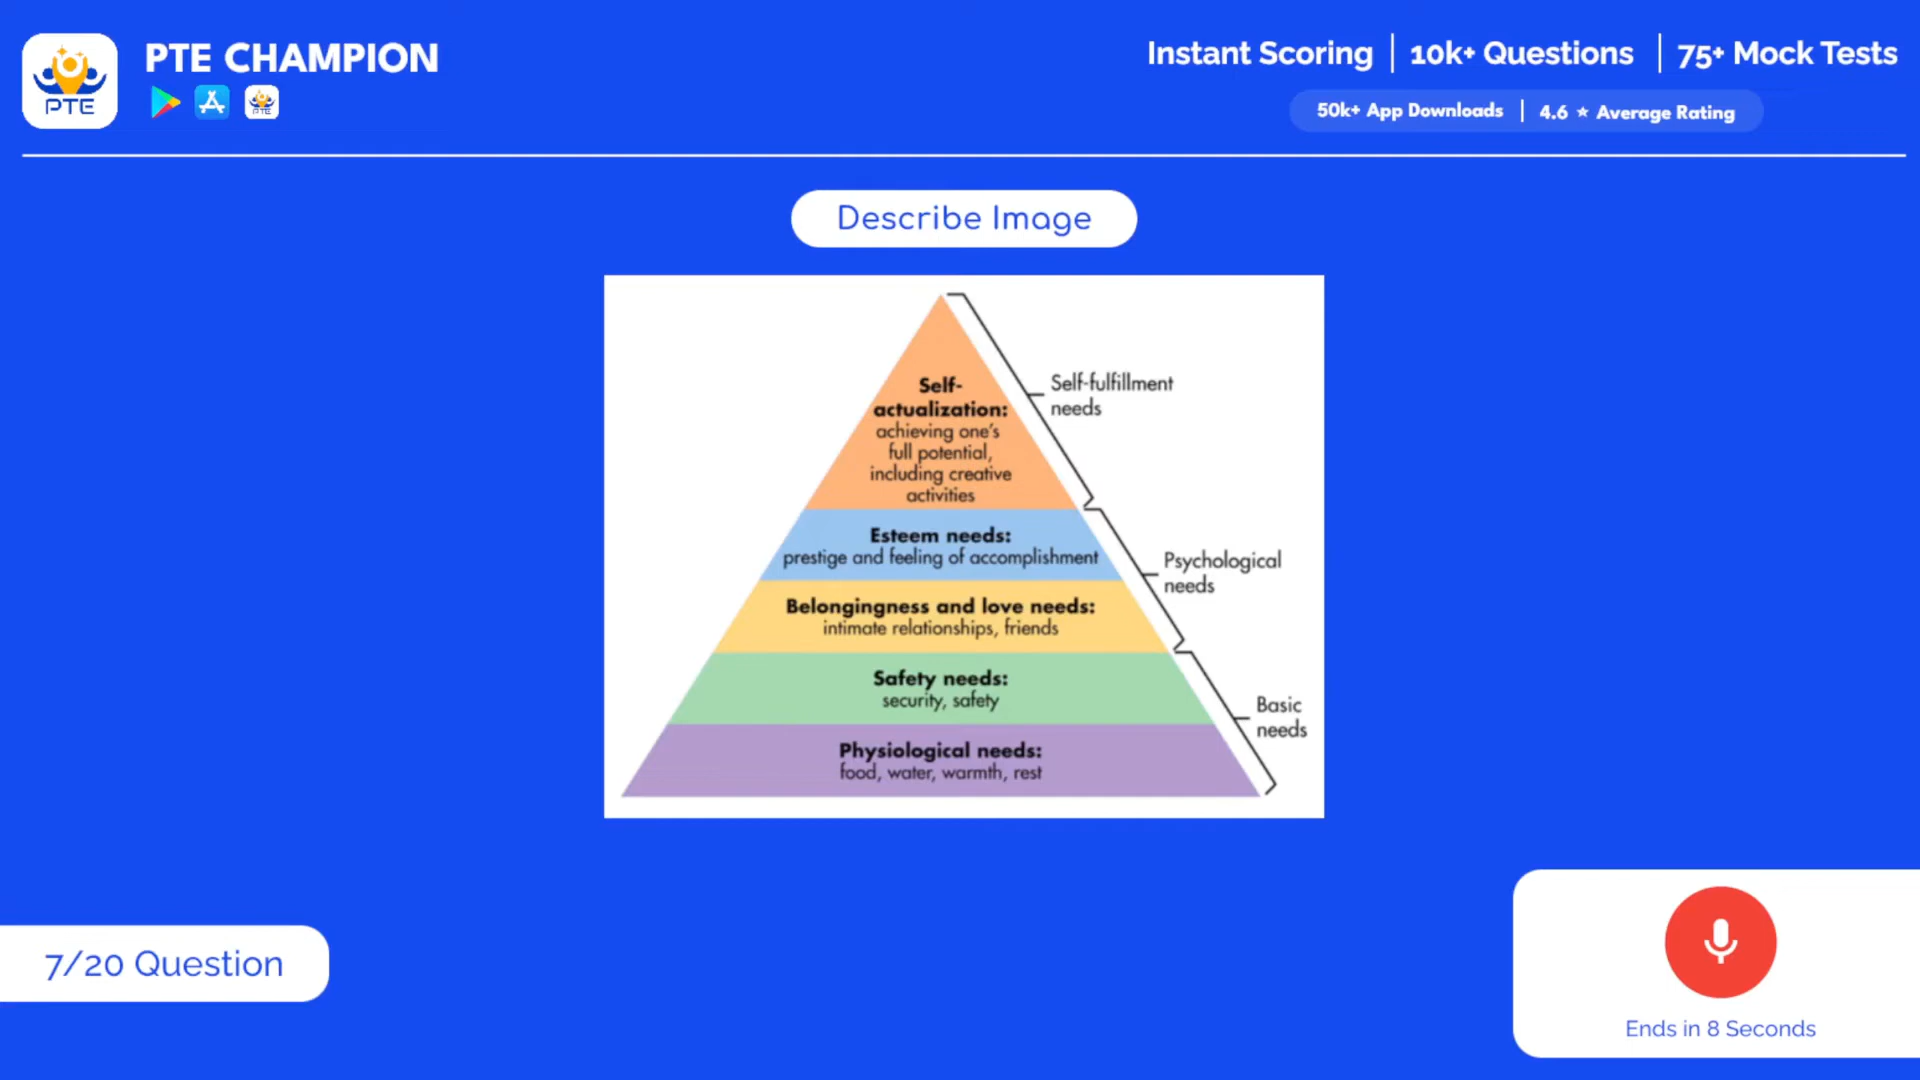 PTE
PTE CHAMPION
PTE
Instant Scoring | 10k+ Questions | 75+ Mock Tests
50k+ App Downloads | 4.6 ★ Average Rating
Describe Image
Self-
actualization:
achieving one's
full potential,
including creative
activities
Self-fulfillment
needs
Esteem needs:
prestige and feeling of accomplishment
Psychological
needs
Belongingness and love needs:
intimate relationships, friends
Safety needs:
security, safety
Basic
needs
Physiological needs:
food, water, warmth, rest
7/20 Question
Ends in 8 Seconds